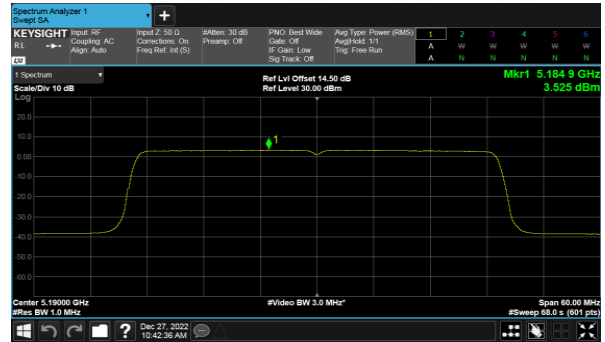 Spectrum Analyzer 1
Swept SA
KEYSIGHT Input: RF Input Z: 50 Ω #Atten: 30 dB PNO: Best Wide Avg Type: Power (RMS) 1 2 3 4 5 6
RL Coupling: AC Corrections: On Preamp: Off Gate: Off Avg|Hold: 1/1 A W W W W W
Align: Auto Freq Ref: Int (S) IF Gain: Low Trig: Free Run
Sig Track: Off A N N N N N
LXI
1 Spectrum Ref Lvl Offset 14.50 dB Mkr1 5.184 9 GHz
Scale/Div 10 dB Ref Level 30.00 dBm 3.525 dBm
Log
20.0
10.0
1
0.00
-10.0
-20.0
-30.0
-40.0
-50.0
-60.0
Center 5.19000 GHz #Video BW 3.0 MHz* Span 60.00 MHz
#Res BW 1.0 MHz #Sweep 68.0 s (601 pts)
? Dec 27, 2022
10:42:36 AM